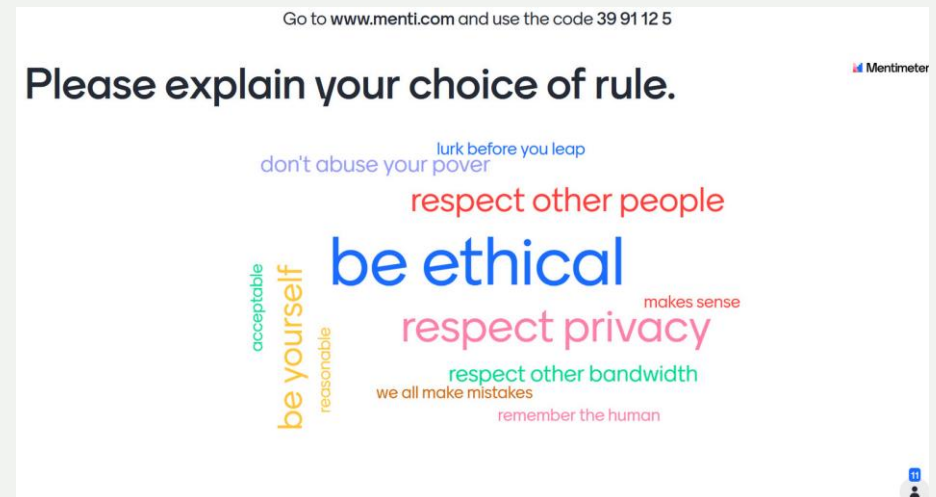 Go to www.menti.com and use the code 39 91 12 5
Mentimeter
Please explain your choice of rule.
lurk before you leap
don't abuse your pover
respect other people
be ethical
acceptable
be yourself
reasonable
makes sense
respect privacy
respect other bandwidth
we all make mistakes
remember the human
11